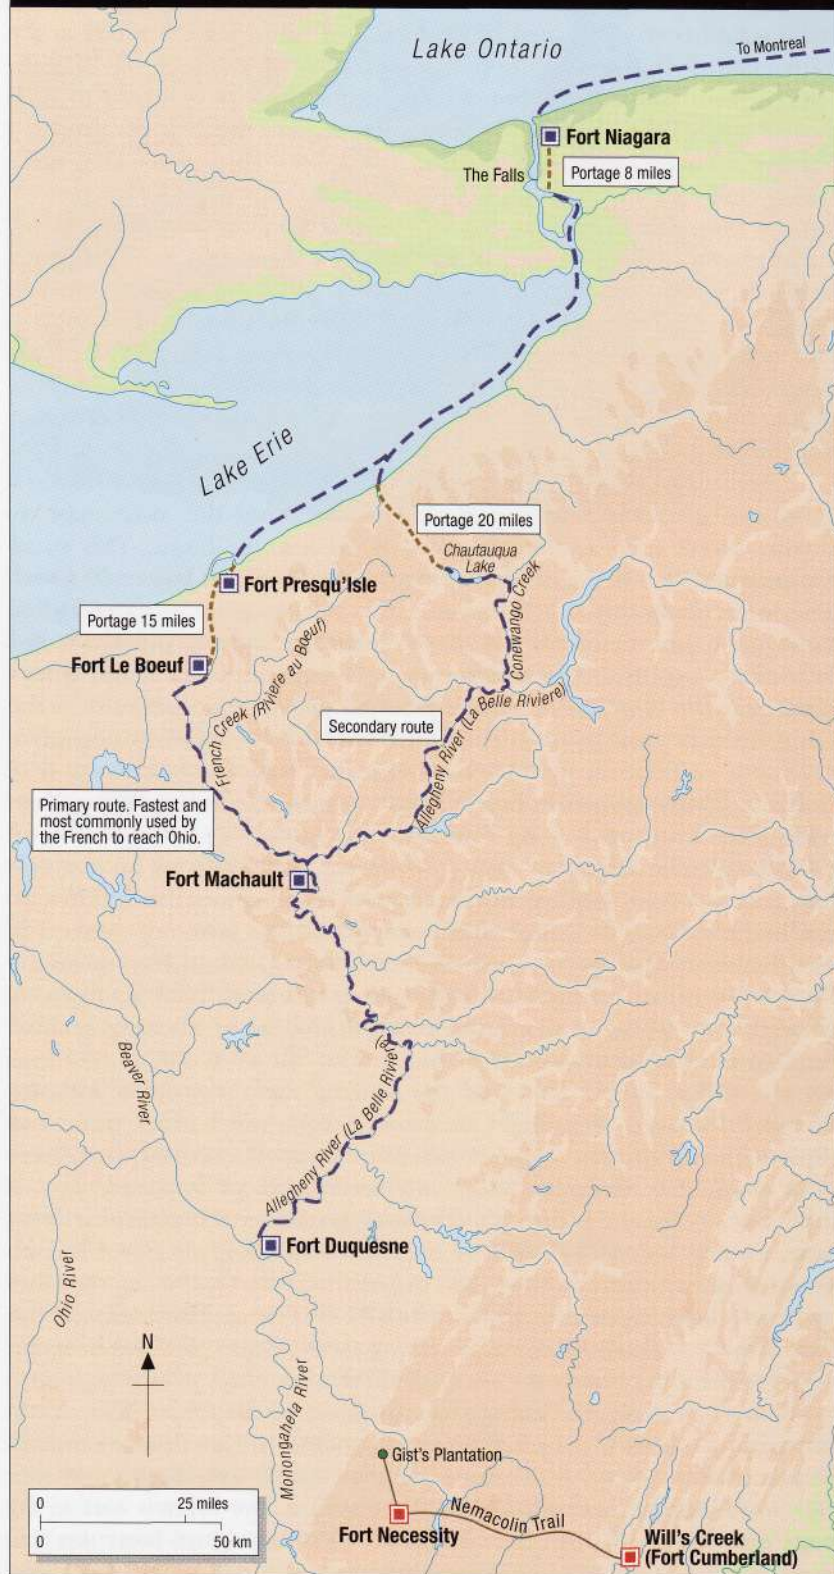 Lake Ontario
To Montreal
Fort Niagara
The Falls
Portage 8 miles
Lake Erie
Portage 20 miles
Chautauqua
Lake
Conewango Creek
Fort Presqu'Isle
Portage 15 miles
Fort Le Boeuf
French Creek (Rivière au Bœuf)
Allegheny River (La Belle Riviere)
Secondary route
Primary route. Fastest and
most commonly used by
the French to reach Ohio.
Fort Machault
Beaver River
Allegheny River (La Belle Riviere)
Fort Duquesne
Ohio River
N
Monongahela River
Gist's Plantation
0 25 miles
0 50 km
Fort Necessity
Nemacolin Trail
Will's Creek
(Fort Cumberland)